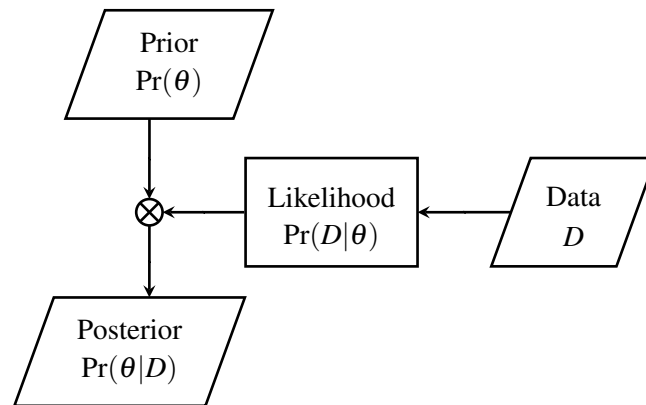 Prior
Pr(θ)
Likelihood
Pr(D|θ)
Data
D
Posterior
Pr(θ|D)